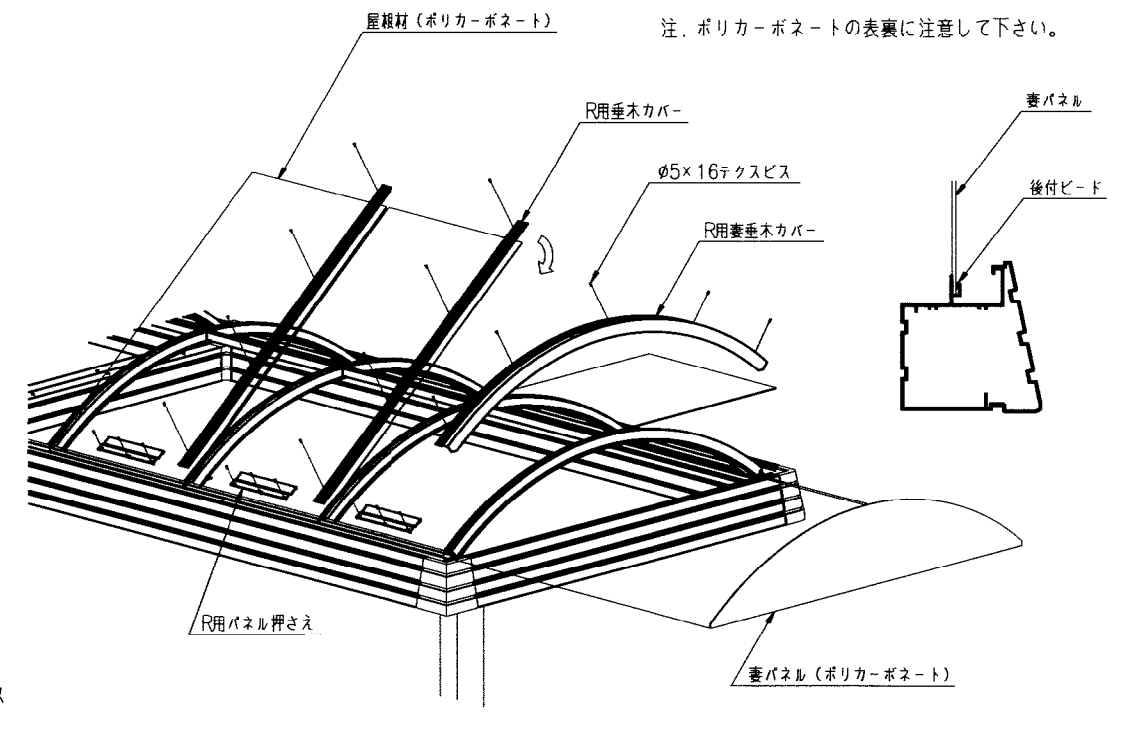 屋根材（ポリカーボネート）
注．ポリカーボネートの表裏に注意して下さい。
R用垂木カバー
妻パネル
φ5×16テクスビス
後付ビード
R用妻垂木カバー
R用パネル押さえ
妻パネル（ポリカーボネート）